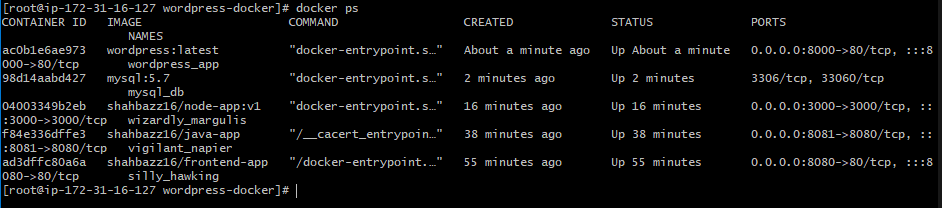 [root@ip-172-31-16-127 wordpress-docker]# docker ps
CONTAINER ID   IMAGE                       COMMAND                  CREATED              STATUS              PORTS
                 NAMES
ac0b1e6ae973   wordpress:latest            "docker-entrypoint.s…"   About a minute ago   Up About a minute   0.0.0.0:8000->80/tcp, :::8
000->80/tcp      wordpress_app
98d14aabd427   mysql:5.7                   "docker-entrypoint.s…"   2 minutes ago        Up 2 minutes        3306/tcp, 33060/tcp
                 mysql_db
04003349b2eb   shahbazz16/node-app:v1      "docker-entrypoint.s…"   16 minutes ago       Up 16 minutes       0.0.0.0:3000->3000/tcp, ::
:3000->3000/tcp   wizardly_margulis
f84e336dffe3   shahbazz16/java-app         "/__cacert_entrypoin…"   38 minutes ago       Up 38 minutes       0.0.0.0:8081->8080/tcp, ::
:8081->8080/tcp   vigilant_napier
ad3dffc80a6a   shahbazz16/frontend-app     "/docker-entrypoint.…"   55 minutes ago       Up 55 minutes       0.0.0.0:8080->80/tcp, :::8
080->80/tcp      silly_hawking
[root@ip-172-31-16-127 wordpress-docker]#